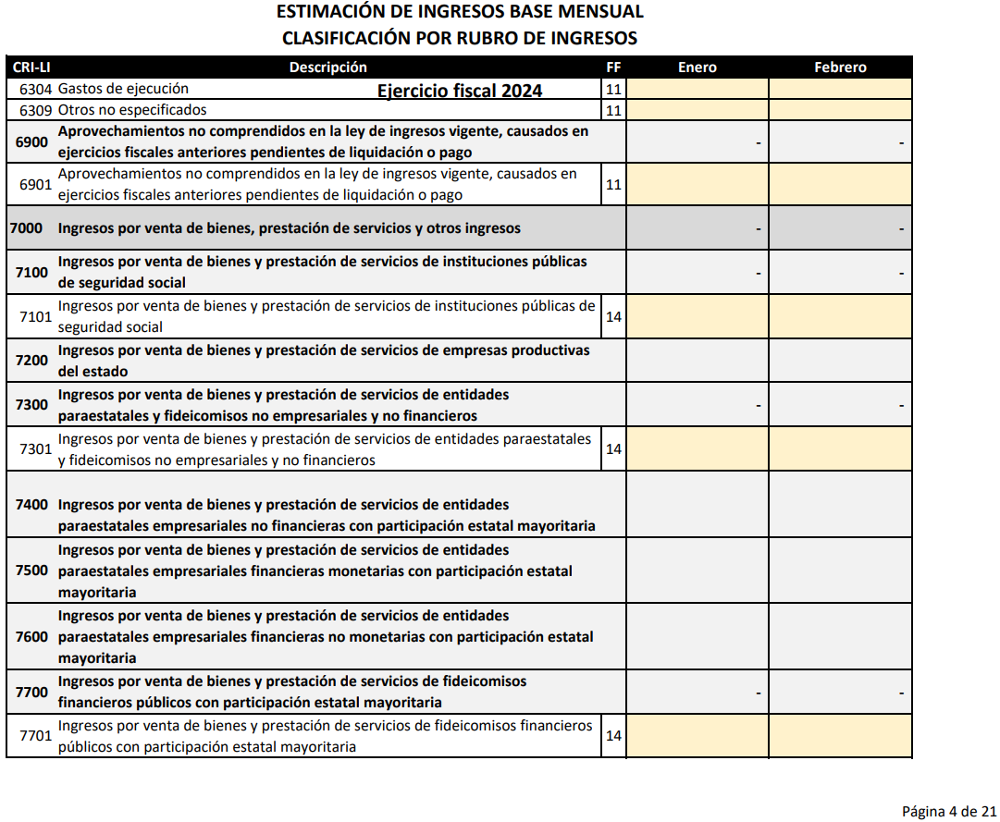 ESTIMACIÓN DE INGRESOS BASE MENSUAL
CLASIFICACIÓN POR RUBRO DE INGRESOS
CRI-LI Descripción FF Enero Febrero
6304 Gastos de ejecución Ejercicio fiscal 2024 11
6309 Otros no especificados 11
6900 Aprovechamientos no comprendidos en la ley de ingresos vigente, causados en
ejercicios fiscales anteriores pendientes de liquidación o pago - -
6901 Aprovechamientos no comprendidos en la ley de ingresos vigente, causados en
ejercicios fiscales anteriores pendientes de liquidación o pago 11
7000 Ingresos por venta de bienes, prestación de servicios y otros ingresos - -
7100 Ingresos por venta de bienes y prestación de servicios de instituciones públicas
de seguridad social - -
7101 Ingresos por venta de bienes y prestación de servicios de instituciones públicas de
seguridad social 14
7200 Ingresos por venta de bienes y prestación de servicios de empresas productivas
del estado
7300 Ingresos por venta de bienes y prestación de servicios de entidades
paraestatales y fideicomisos no empresariales y no financieros - -
7301 Ingresos por venta de bienes y prestación de servicios de entidades paraestatales
y fideicomisos no empresariales y no financieros 14
7400 Ingresos por venta de bienes y prestación de servicios de entidades
paraestatales empresariales no financieras con participación estatal mayoritaria
7500 Ingresos por venta de bienes y prestación de servicios de entidades
paraestatales empresariales financieras monetarias con participación estatal
mayoritaria
7600 Ingresos por venta de bienes y prestación de servicios de entidades
paraestatales empresariales financieras no monetarias con participación estatal
mayoritaria
7700 Ingresos por venta de bienes y prestación de servicios de fideicomisos
financieros públicos con participación estatal mayoritaria - -
7701 Ingresos por venta de bienes y prestación de servicios de fideicomisos financieros
públicos con participación estatal mayoritaria 14
Página 4 de 21